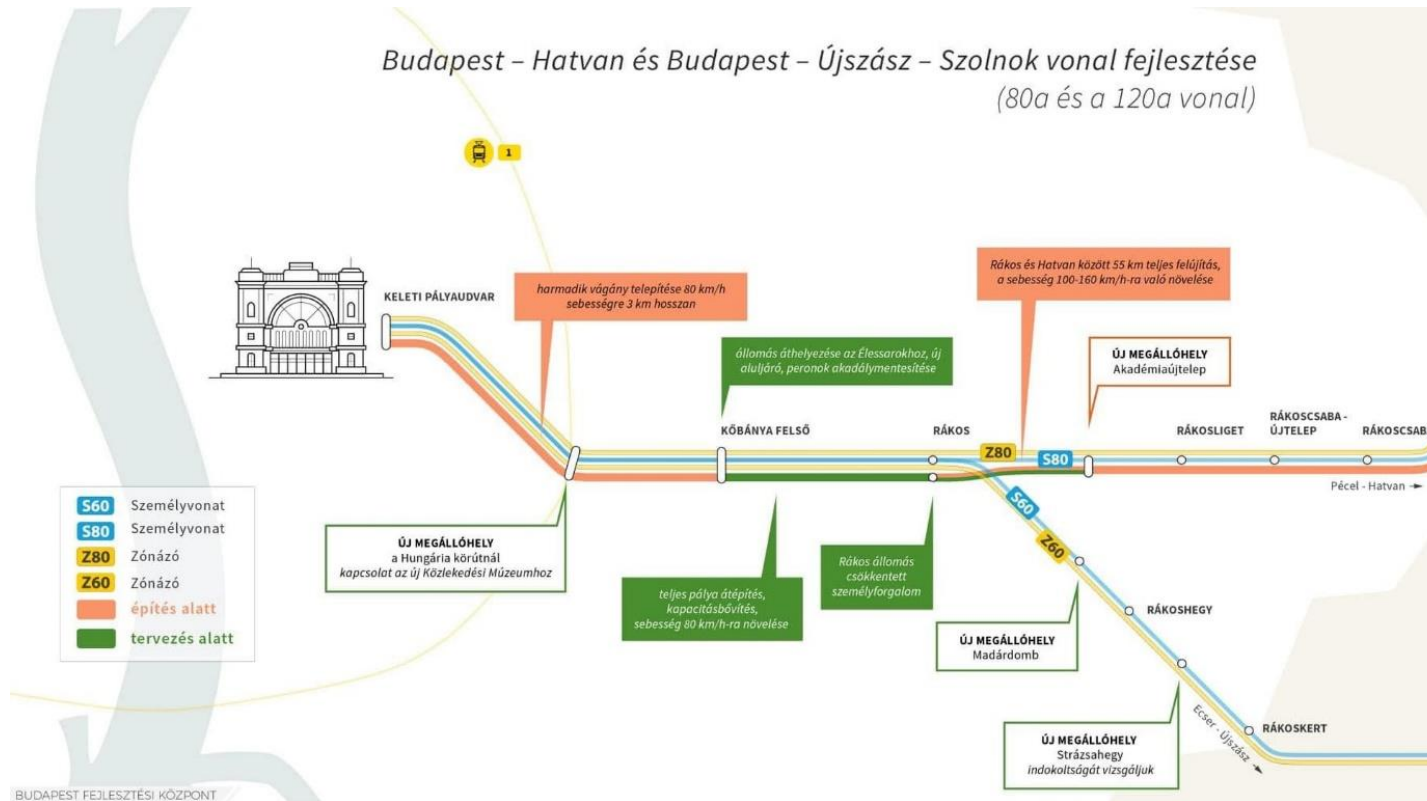 Budapest – Hatvan és Budapest – Újszász – Szolnok vonal fejlesztése
(80a és a 120a vonal)
1
KELETI PÁLYAUDVAR
harmadik vágány telepítése 80 km/h
sebességre 3 km hosszan
Rákos és Hatvan között 55 km teljes felújítás,
a sebesség 100-160 km/h-ra való növelése
állomás áthelyezése az Élessarokhoz, új
aluljáró, peronok akadálymentesítése
ÚJ MEGÁLLÓHELY
Akadémiaújtelep
KŐBÁNYA FELSŐ
RÁKOS
Z80
S80
RÁKOSLIGET
RÁKOSCSABA -
ÚJTELEP
RÁKOSCSAB
Pécel - Hatvan
S60
Z60
S60 Személyvonat
S80 Személyvonat
Z80 Zónázó
Z60 Zónázó
építés alatt
tervezés alatt
ÚJ MEGÁLLÓHELY
a Hungária körútnál
kapcsolat az új Közlekedési Múzeumhoz
teljes pálya átépítés,
kapacitásbővítés,
sebesség 80 km/h-ra növelése
Rákos állomás
csökkentett
személyforgalom
ÚJ MEGÁLLÓHELY
Madárdomb
RÁKOSHEGY
ÚJ MEGÁLLÓHELY
Strázsahegy
indokoltságát vizsgáljuk
Ecser - Újszász
RÁKOSKERT
BUDAPEST FEJLESZTÉSI KÖZPONT